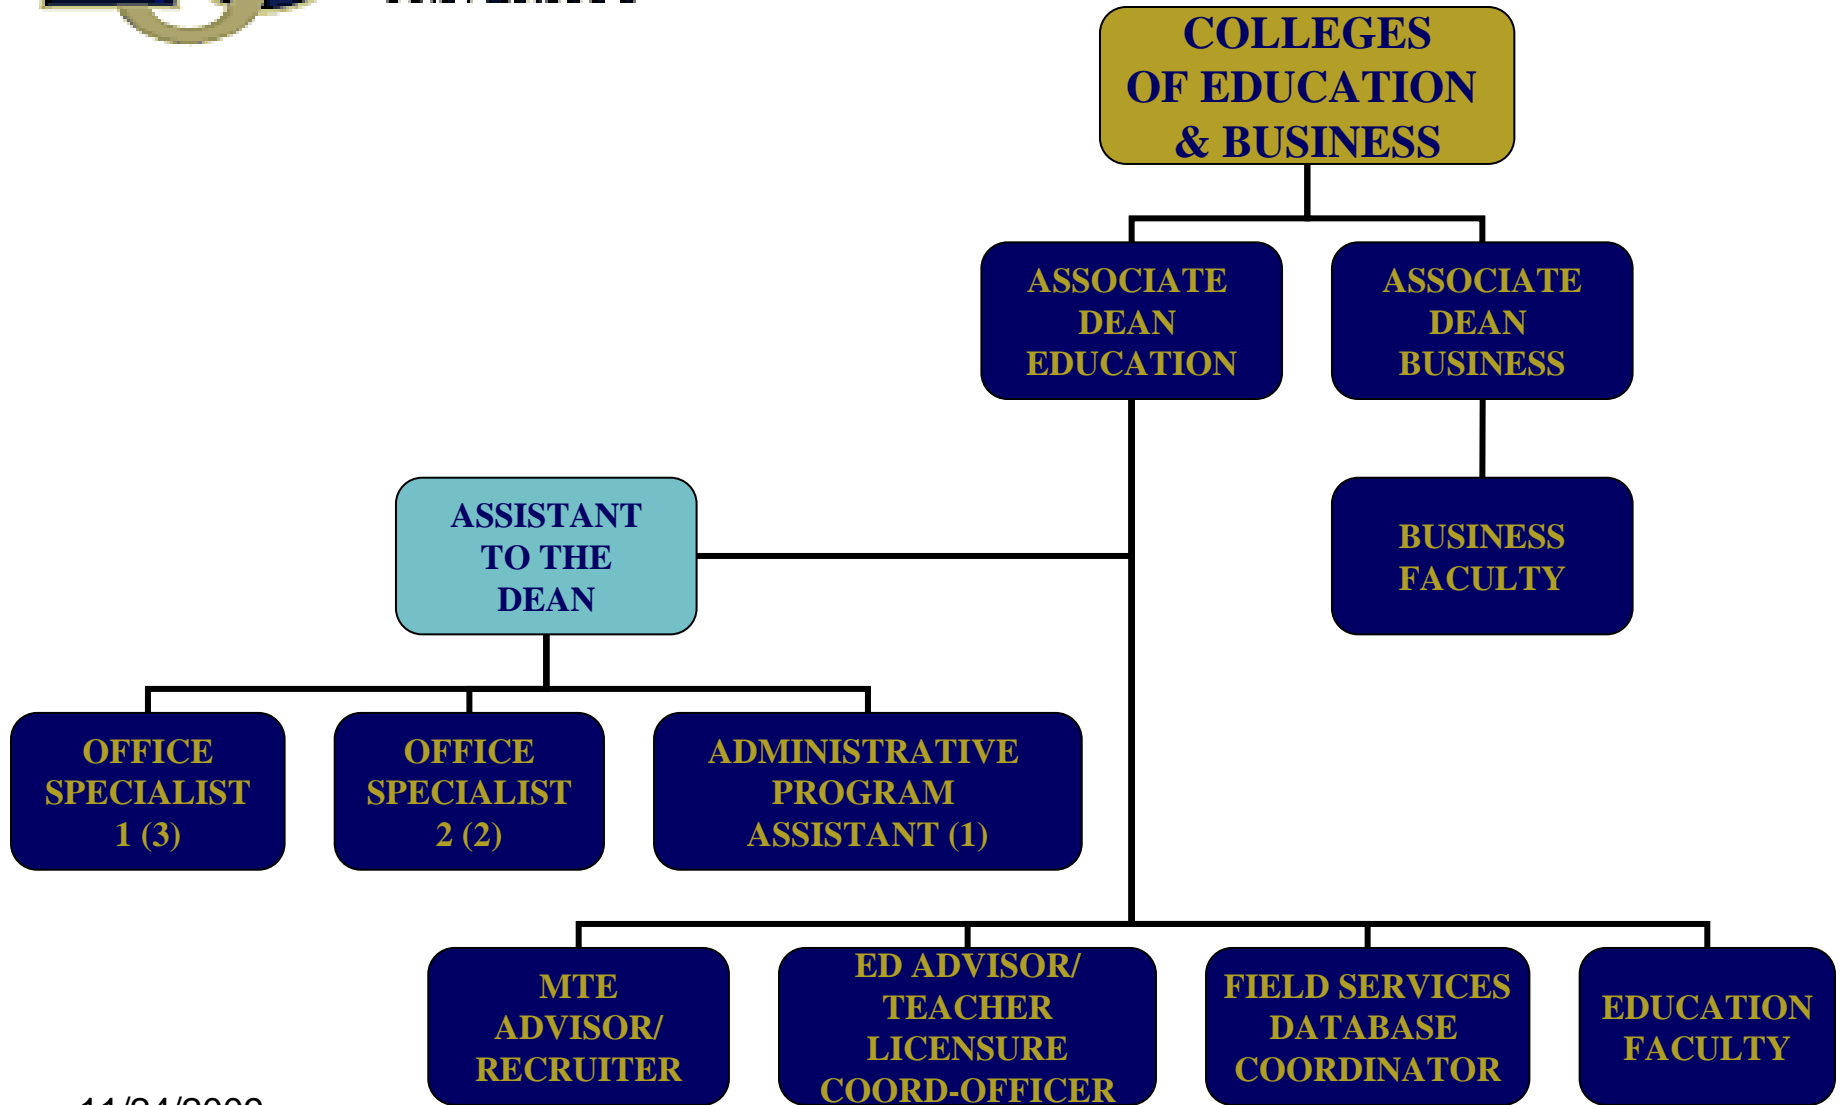 COLLEGES
OF EDUCATION
& BUSINESS
ASSOCIATE
DEAN
EDUCATION
ASSOCIATE
DEAN
BUSINESS
ASSISTANT
TO THE
DEAN
BUSINESS
FACULTY
OFFICE
SPECIALIST
1 (3)
OFFICE
SPECIALIST
2 (2)
ADMINISTRATIVE
PROGRAM
ASSISTANT (1)
MTE
ADVISOR/
RECRUITER
ED ADVISOR/
TEACHER
LICENSURE
COORD-OFFICER
FIELD SERVICES
DATABASE
COORDINATOR
EDUCATION
FACULTY